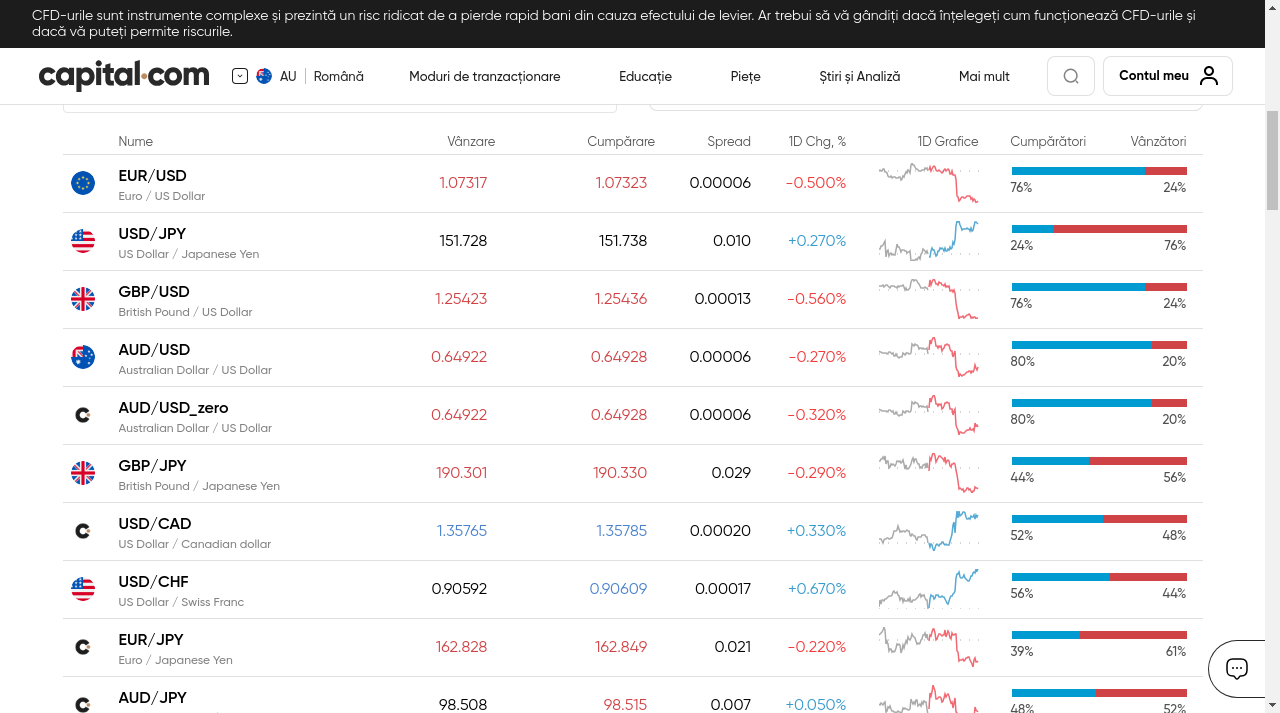 CFD-urile sunt instrumente complexe și prezintă un risc ridicat de a pierde rapid bani din cauza efectului de levier. Ar trebui să vă gândiți dacă înțelegeți cum funcționează CFD-urile și
dacă vă puteți permite riscurile.
capital.com AU Română Moduri de tranzacționare Educație Piețe Știri și Analiză Mai mult Contul meu
Nume Vânzare Cumpărare Spread 1D Chg, % 1D Grafice Cumpărători Vânzători
EUR/USD 1.07317 1.07323 0.00006 -0.500%
Euro / US Dollar 76% 24%
USD/JPY 151.728 151.738 0.010 +0.270%
US Dollar / Japanese Yen 24% 76%
GBP/USD 1.25423 1.25436 0.00013 -0.560%
British Pound / US Dollar 76% 24%
AUD/USD 0.64922 0.64928 0.00006 -0.270%
Australian Dollar / US Dollar 80% 20%
AUD/USD_zero 0.64922 0.64928 0.00006 -0.320%
Australian Dollar / US Dollar 80% 20%
GBP/JPY 190.301 190.330 0.029 -0.290%
British Pound / Japanese Yen 44% 56%
USD/CAD 1.35765 1.35785 0.00020 +0.330%
US Dollar / Canadian dollar 52% 48%
USD/CHF 0.90592 0.90609 0.00017 +0.670%
US Dollar / Swiss Franc 56% 44%
EUR/JPY 162.828 162.849 0.021 -0.220%
Euro / Japanese Yen 39% 61%
AUD/JPY 98.508 98.515 0.007 +0.050%
48% 52%